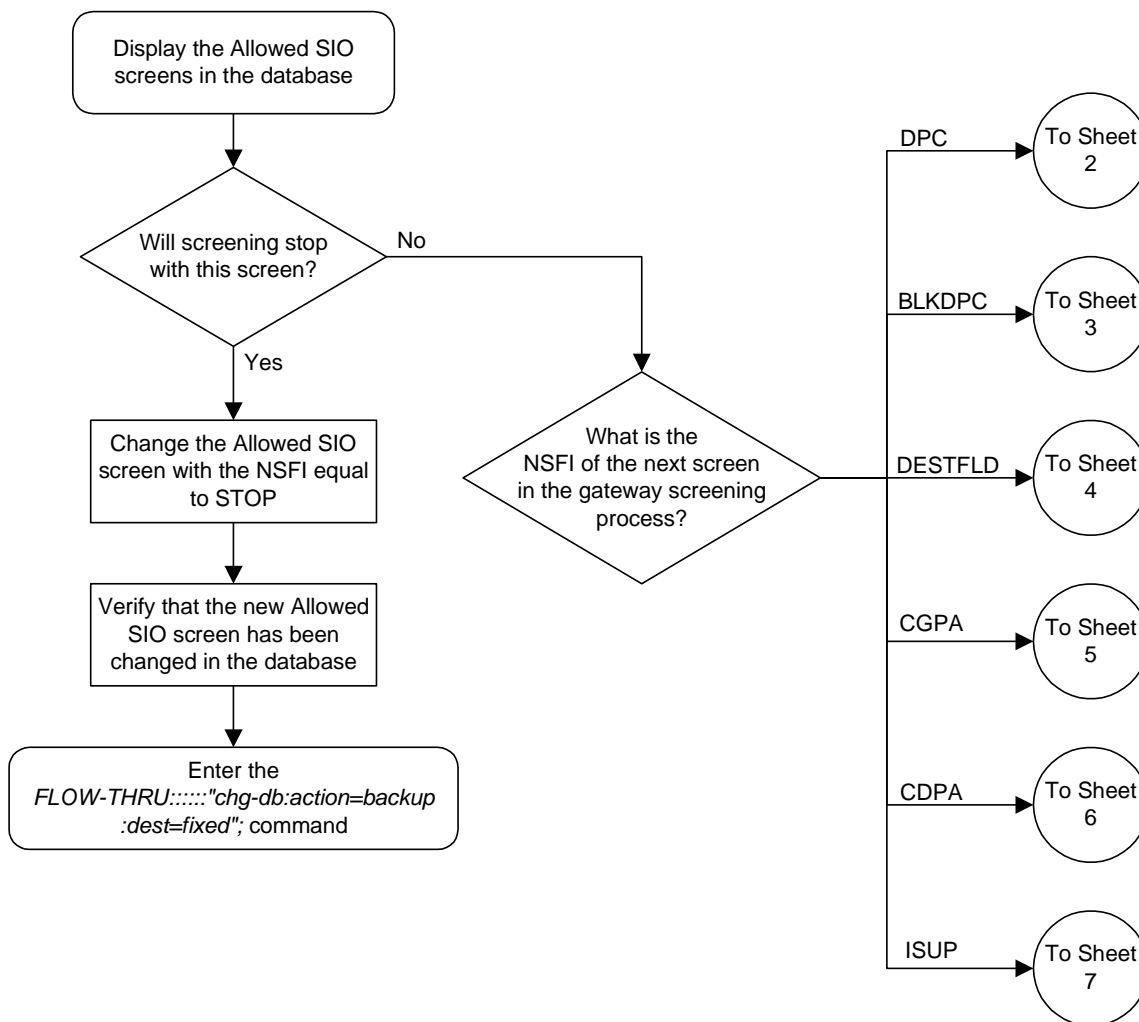 Display the Allowed SIO
screens in the database
Will screening stop
with this screen?
No
Yes
Change the Allowed SIO
screen with the NSFI equal
to STOP
Verify that the new Allowed
SIO screen has been
changed in the database
Enter the
FLOW-THRU::::::"chg-db:action=backup
:dest=fixed"; command
What is the
NSFI of the next screen
in the gateway screening
process?
DPC
To Sheet
2
BLKDPC
To Sheet
3
DESTFLD
To Sheet
4
CGPA
To Sheet
5
CDPA
To Sheet
6
ISUP
To Sheet
7